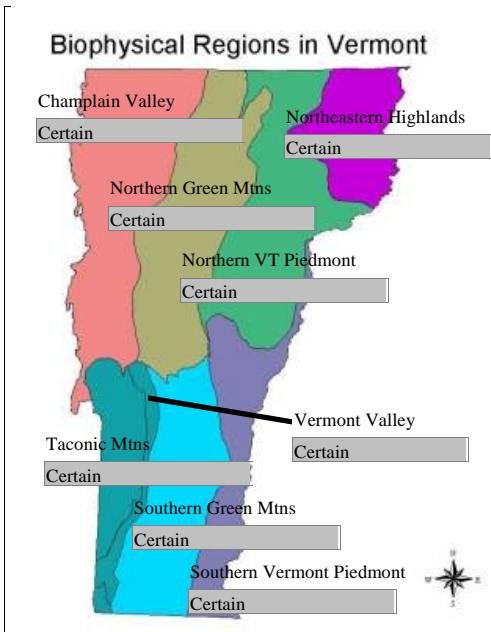 Biophysical Regions in Vermont
Champlain Valley
Certain
Northeastern Highlands
Certain
Northern Green Mtns
Certain
Northern VT Piedmont
Certain
Vermont Valley
Certain
Taconic Mtns
Certain
Southern Green Mtns
Certain
Southern Vermont Piedmont
Certain
N
W E
S